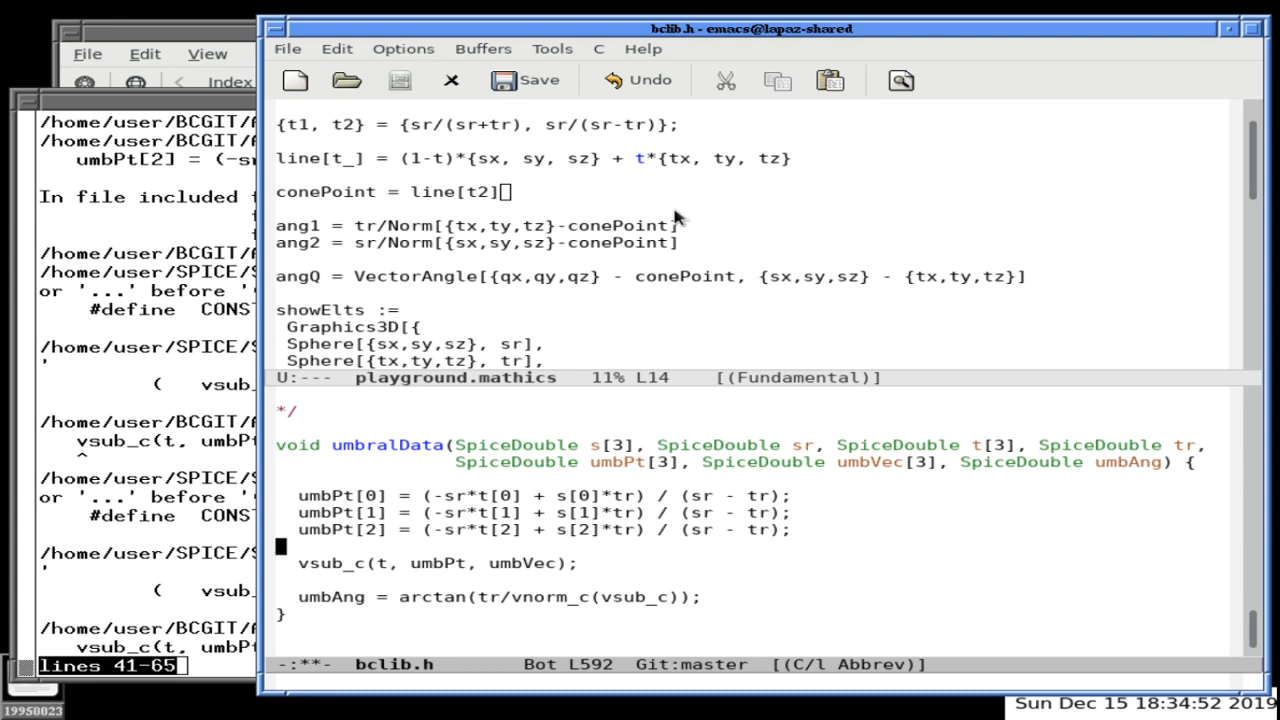 bclib.h - emacs@lapaz-shared
File Edit Options Buffers Tools C Help
Save Undo
{t1, t2} = {sr/(sr+tr), sr/(sr-tr)};
line[t_] = (1-t)*{sx, sy, sz} + t*{tx, ty, tz}
conePoint = line[t2]
ang1 = tr/Norm[{tx,ty,tz}-conePoint]
ang2 = sr/Norm[{sx,sy,sz}-conePoint]
angQ = VectorAngle[{qx,qy,qz} - conePoint, {sx,sy,sz} - {tx,ty,tz}]
showElts :=
Graphics3D[{
Sphere[{sx,sy,sz}, sr],
Sphere[{tx,ty,tz}, tr],
U:--- playground.mathics 11% L14 [(Fundamental)]
*/
void umbralData(SpiceDouble s[3], SpiceDouble sr, SpiceDouble t[3], SpiceDouble tr,
SpiceDouble umbPt[3], SpiceDouble umbVec[3], SpiceDouble umbAng) {
umbPt[0] = (-sr*t[0] + s[0]*tr) / (sr - tr);
umbPt[1] = (-sr*t[1] + s[1]*tr) / (sr - tr);
umbPt[2] = (-sr*t[2] + s[2]*tr) / (sr - tr);
vsub_c(t, umbPt, umbVec);
umbAng = arctan(tr/vnorm_c(vsub_c));
}
-:**- bclib.h Bot L592 Git:master [(C/l Abbrev)]
File Edit View
Index
/home/user/BCGIT/
/home/user/BCGIT/
umbPt[2] = (-s
In file included
/home/user/BCGIT/
/home/user/SPICE/
or '...' before '
#define CONS
/home/user/SPICE/
'
( vsub
/home/user/BCGIT/
vsub_c(t, umbP
^
/home/user/SPICE/
or '...' before '
#define CONS
/home/user/SPICE/
'
( vsub
/home/user/BCGIT/
vsub_c(t, umbP
lines 41-65
19950023
Sun Dec 15 18:34:52 2019